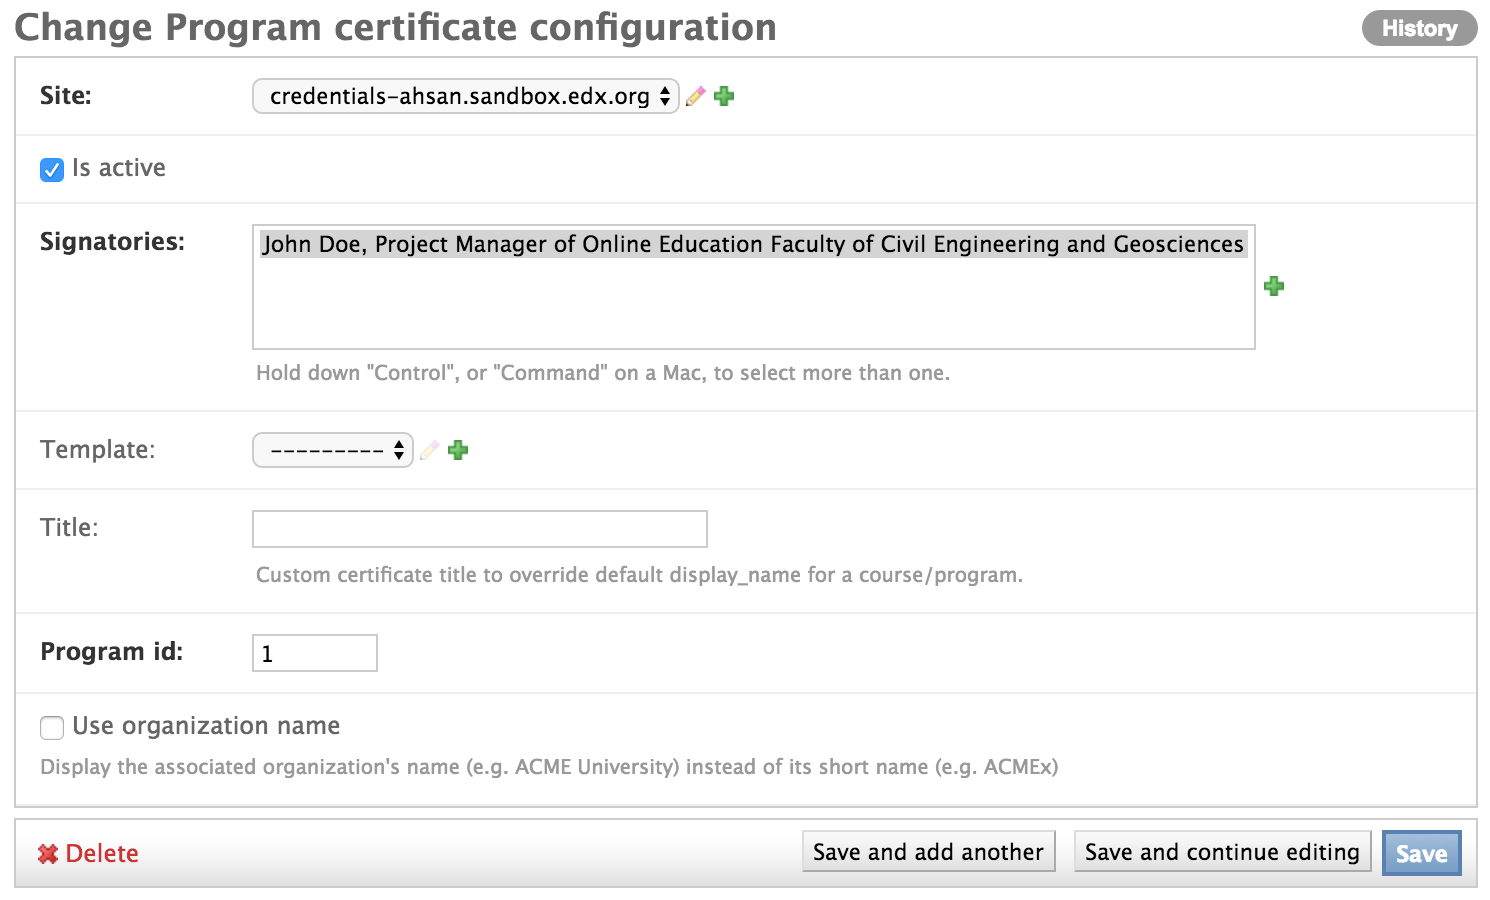 Change Program certificate configuration
History
Site:
credentials-ahsan.sandbox.edx.org
Is active
Signatories:
John Doe, Project Manager of Online Education Faculty of Civil Engineering and Geosciences
Hold down "Control", or "Command" on a Mac, to select more than one.
Template:
---------
Title:
Custom certificate title to override default display_name for a course/program.
Program id:
1
Use organization name
Display the associated organization's name (e.g. ACME University) instead of its short name (e.g. ACMEx)
Delete
Save and add another
Save and continue editing
Save